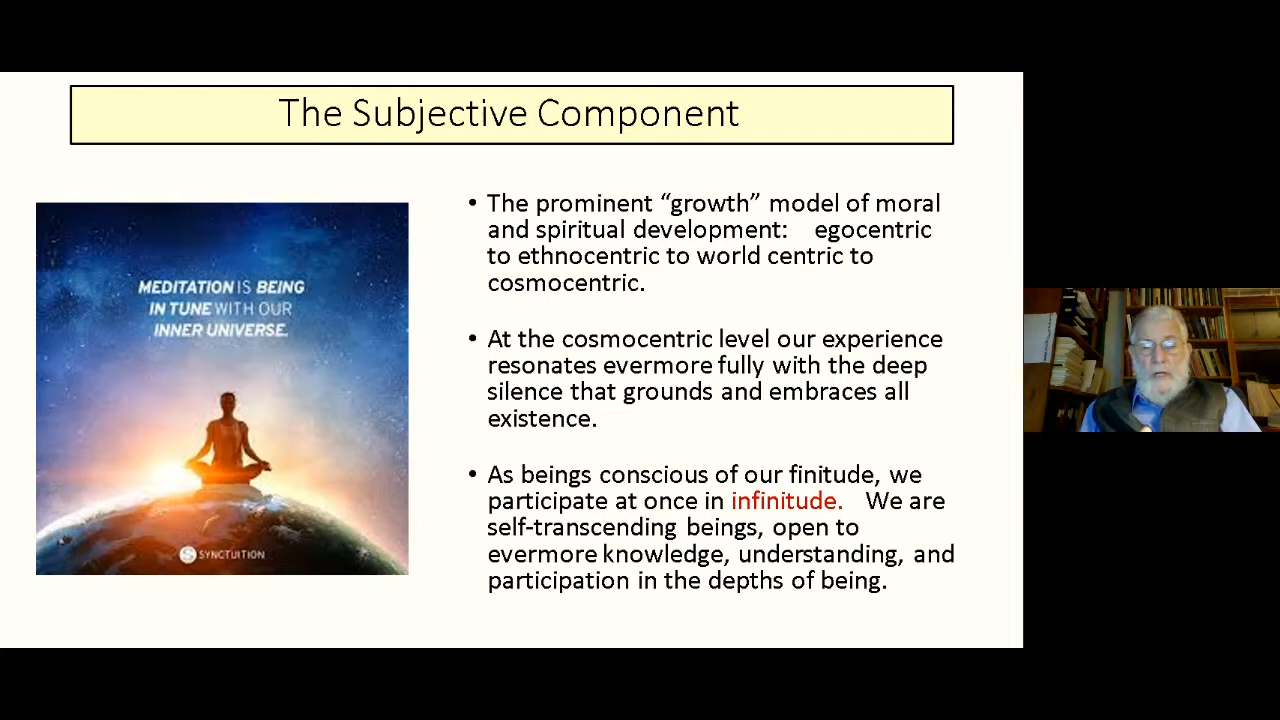 The Subjective Component
MEDITATION IS BEING
IN TUNE WITH OUR
INNER UNIVERSE.
SYNCTUITION
• The prominent “growth” model of moral
and spiritual development: egocentric
to ethnocentric to world centric to
cosmocentric.
• At the cosmocentric level our experience
resonates evermore fully with the deep
silence that grounds and embraces all
existence.
• As beings conscious of our finitude, we
participate at once in infinitude. We are
self-transcending beings, open to
evermore knowledge, understanding, and
participation in the depths of being.